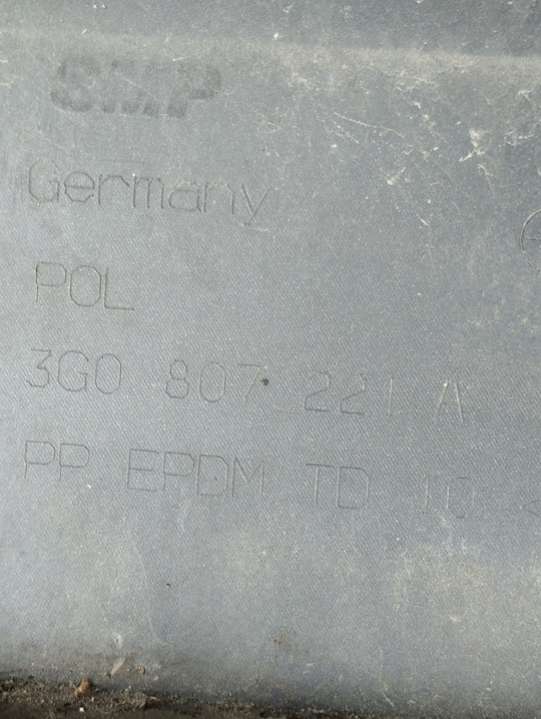 SMP
Germany
POL
3G0 807 221 A
PP EPDM TD 10 <